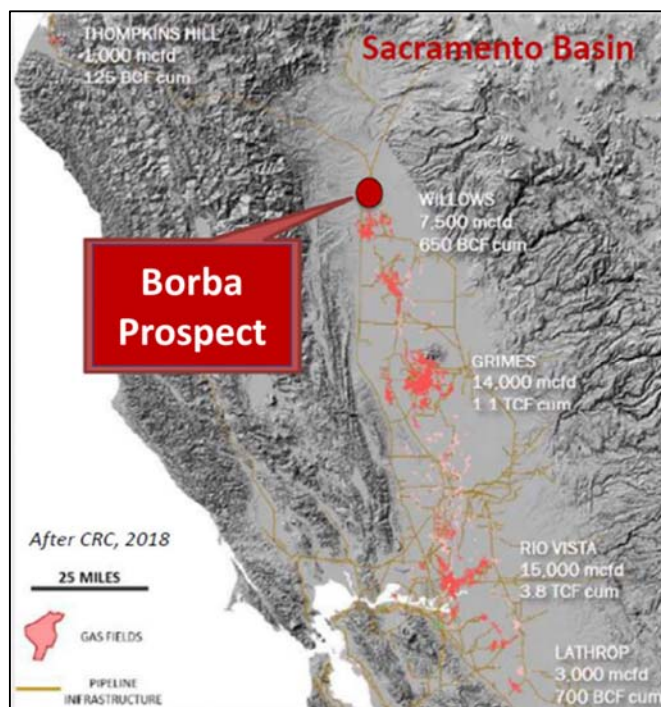 THOMPKINS HILL
1,000 mcfd
125 BCF cum
Sacramento Basin
WILLOWS
7,500 mcfd
650 BCF cum
Borba
Prospect
GRIMES
14,000 mcfd
1.1 TCF cum
After CRC, 2018
25 MILES
RIO VISTA
15,000 mcfd
3.8 TCF cum
GAS FIELDS
LATHROP
3,000 mcfd
700 BCF cum
PIPELINE
INFRASTRUCTURE